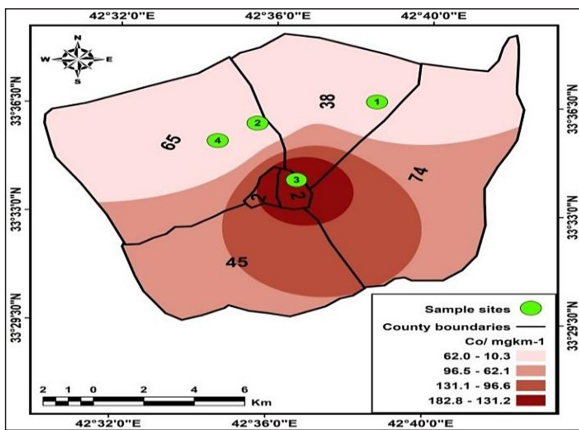 42°32'0"E 42°36'0"E 42°40'0"E
N
W E
S
33°36'30"N 33°36'30"N
38
1
2
65
4
74
3
2 2
33°33'0"N 33°33'0"N
45
33°29'30"N 33°29'30"N
Sample sites
County boundaries
Co/ mgkm-1
62.0 - 10.3
96.5 - 62.1
131.1 - 96.6
182.8 - 131.2
2 1 0 2 4 6
Km
42°32'0"E 42°36'0"E 42°40'0"E